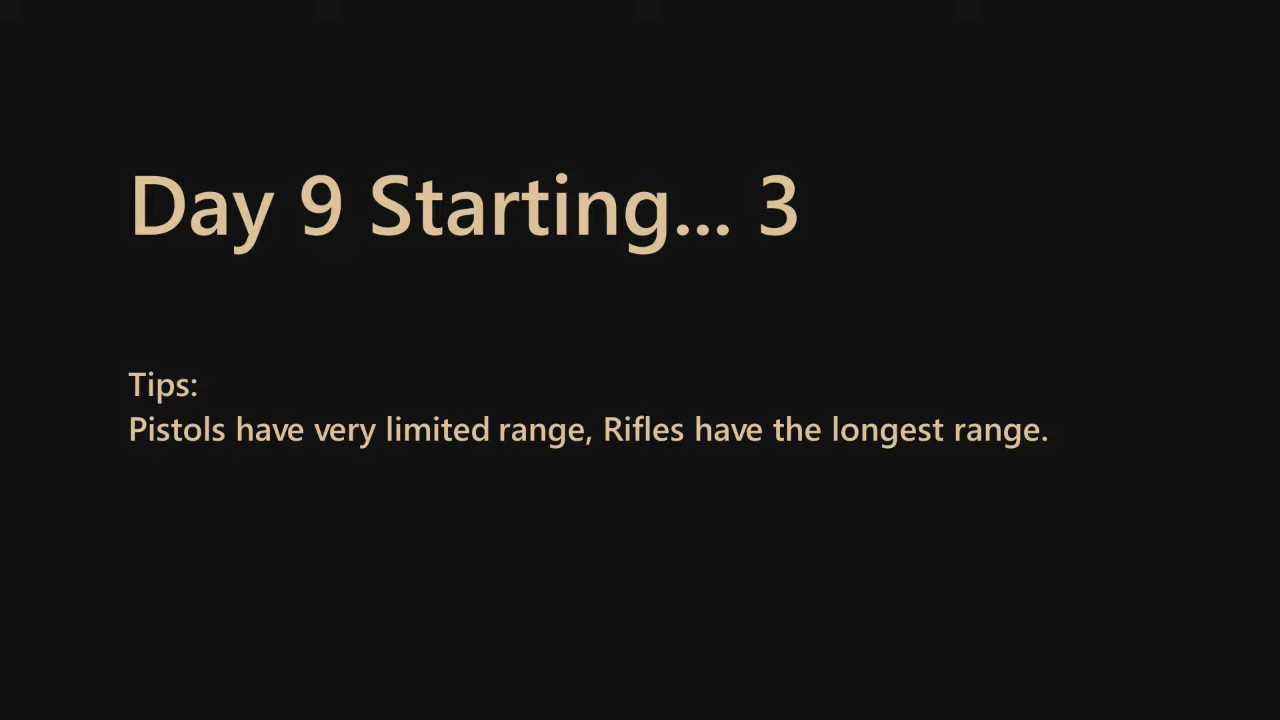 Day 9 Starting... 3
Tips:
Pistols have very limited range, Rifles have the longest range.